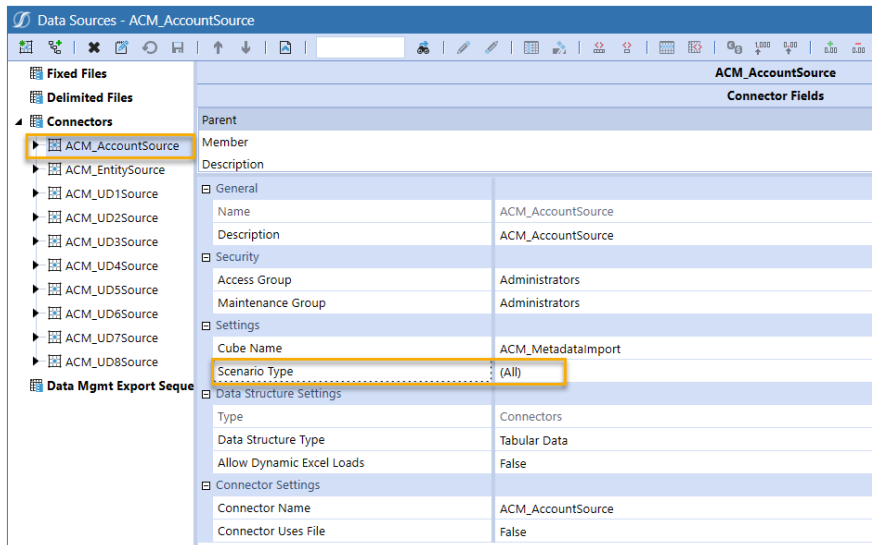 Data Sources - ACM_AccountSource
1,000 0,00 0.00 0.00
Fixed Files
Delimited Files
Connectors
ACM_AccountSource
ACM_EntitySource
ACM_UD1Source
ACM_UD2Source
ACM_UD3Source
ACM_UD4Source
ACM_UD5Source
ACM_UD6Source
ACM_UD7Source
ACM_UD8Source
Data Mgmt Export Seque
ACM_AccountSource
Connector Fields
Parent
Member
Description
General
Name ACM_AccountSource
Description ACM_AccountSource
Security
Access Group Administrators
Maintenance Group Administrators
Settings
Cube Name ACM_MetadataImport
Scenario Type (All)
Data Structure Settings
Type Connectors
Data Structure Type Tabular Data
Allow Dynamic Excel Loads False
Connector Settings
Connector Name ACM_AccountSource
Connector Uses File False